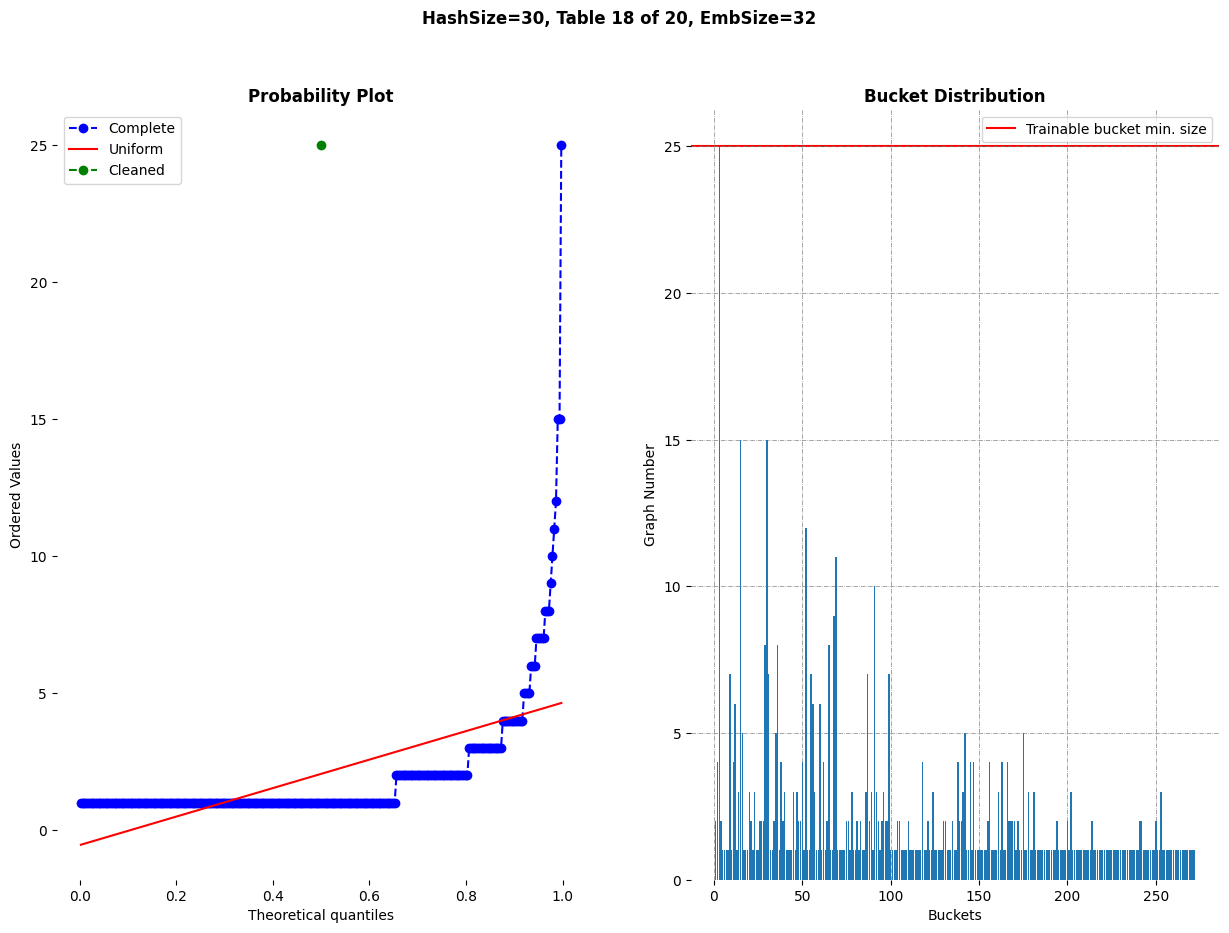 HashSize=30, Table 18 of 20, EmbSize=32
Probability Plot
Complete
Uniform
Cleaned
25
20
15
10
5
0
Ordered Values
0.0 0.2 0.4 0.6 0.8 1.0
Theoretical quantiles
Bucket Distribution
Trainable bucket min. size
25
20
15
10
5
0
Graph Number
0 50 100 150 200 250
Buckets